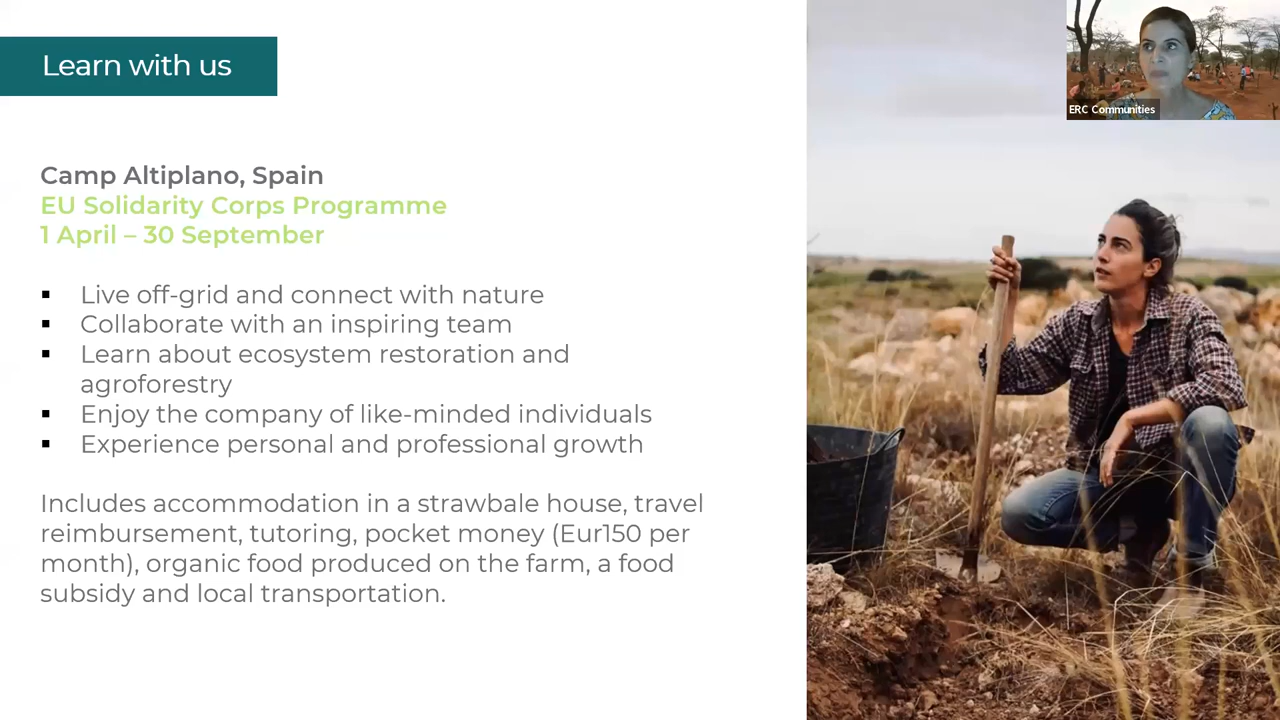 Learn with us
ERC Communities
Camp Altiplano, Spain
EU Solidarity Corps Programme
1 April – 30 September
▪ Live off-grid and connect with nature
▪ Collaborate with an inspiring team
▪ Learn about ecosystem restoration and
agroforestry
▪ Enjoy the company of like-minded individuals
▪ Experience personal and professional growth
Includes accommodation in a strawbale house, travel
reimbursement, tutoring, pocket money (Eur150 per
month), organic food produced on the farm, a food
subsidy and local transportation.